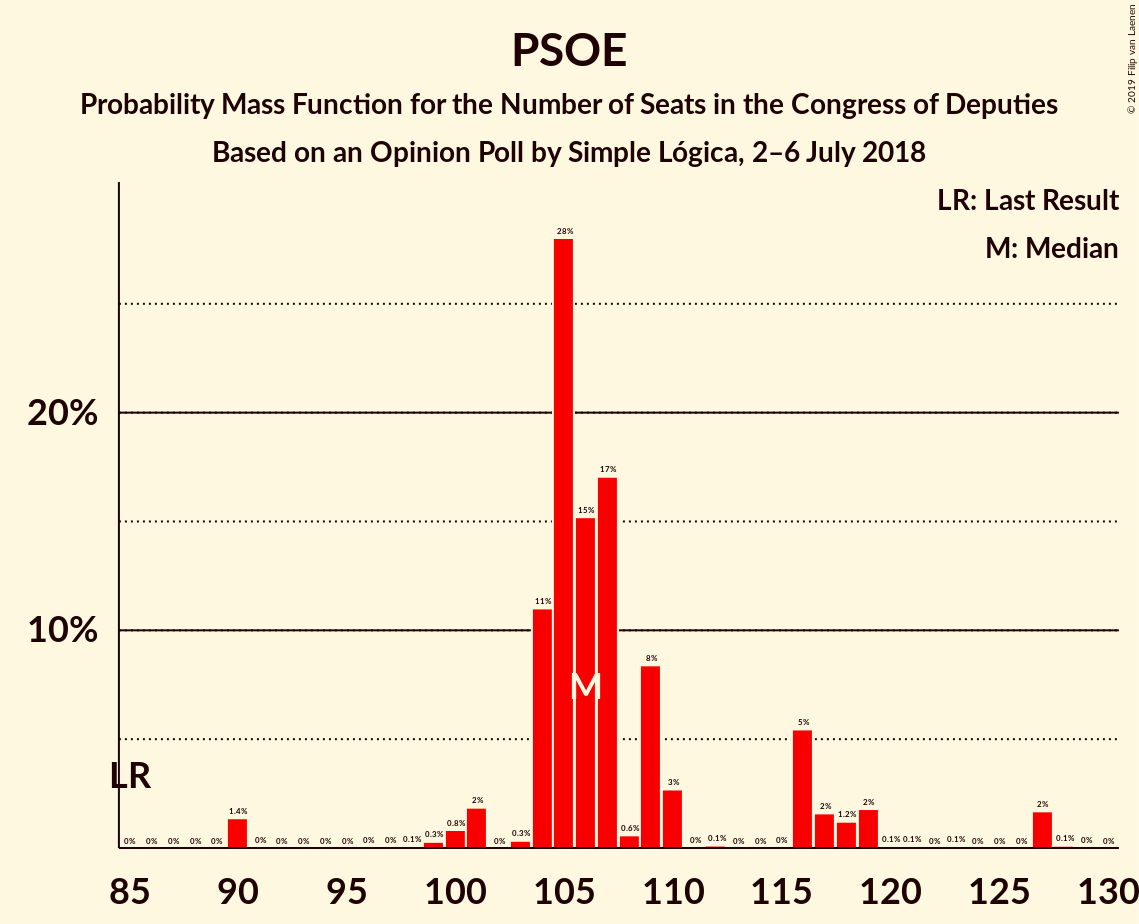 PSOE
Probability Mass Function for the Number of Seats in the Congress of Deputies
Based on an Opinion Poll by Simple Lógica, 2–6 July 2018
© 2019 Filip van Laenen
LR: Last Result
M: Median
20%
10%
LR
M
0% 0% 0% 0% 0% 1.4% 0% 0% 0% 0% 0% 0% 0% 0.1% 0.3% 0.8% 2% 0% 0.3% 11% 28% 15% 17% 0.6% 8% 3% 0% 0.1% 0% 0% 0% 5% 2% 1.2% 2% 0.1% 0.1% 0% 0.1% 0% 0% 0% 2% 0.1% 0% 0%
85 90 95 100 105 110 115 120 125 130